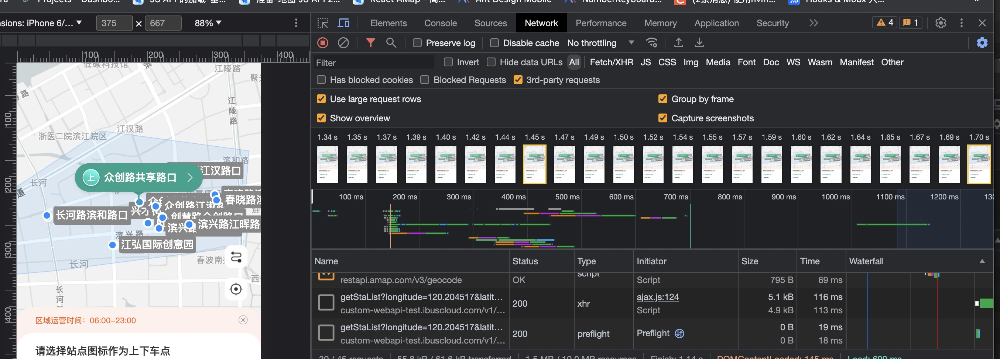 Projects - Dashbo...
JS API 的加载-基...
准备-地图 JS API 2...
React AMap - 高...
Ant Design Mobile
NumberKeyboard...
(2条消息) 使用nvm...
Hooks & Mobx 只...
nsions: iPhone 6/... ▼
375 × 667
88% ▼
Elements
Console
Sources
Network
Performance
Memory
Application
Security
4
1
Preserve log
Disable cache
No throttling
Filter
Invert
Hide data URLs
All
Fetch/XHR
JS
CSS
Img
Media
Font
Doc
WS
Wasm
Manifest
Other
Has blocked cookies
Blocked Requests
3rd-party requests
Use large request rows
Group by frame
Show overview
Capture screenshots
1.34 s 1.35 s 1.37 s 1.39 s 1.40 s 1.42 s 1.44 s 1.45 s 1.47 s 1.49 s 1.50 s 1.52 s 1.54 s 1.55 s 1.57 s 1.59 s 1.60 s 1.62 s 1.64 s 1.65 s 1.67 s 1.69 s 1.70 s
100 ms 200 ms 300 ms 400 ms 500 ms 600 ms 700 ms 800 ms 900 ms 1000 ms 1100 ms 1200 ms 130
Name Status Type Initiator Size Time Waterfall
script
restapi.amap.com/v3/geocode OK Script 795 B 69 ms
getStaList?longitude=120.204517&latit... 200 xhr ajax.js:124 5.1 kB 116 ms
custom-webapi-test.ibuscloud.com/v1/... Script 4.9 kB 113 ms
getStaList?longitude=120.204517&latit... 200 preflight Preflight 0 B 19 ms
custom-webapi-test.ibuscloud.com/v1/... 0 B 18 ms
30 / 45 requests
55.8 kB / 61.6 kB transferred
1.5 MB / 10.0 MB resources
Finish: 1.14 s
DOMContentLoaded: 145 ms
Load: 699 ms
100 200 300 400
100
200
300
400
低碳科技馆
江陵路
聚
路
江陵路
江汉路
浙医二院滨江院区
滨和路
江汉路口
上 众创路共享路口
长河
道
春晓路
众创路江淑路
长河路滨和路口
兴才
创慧路众创路口
迎
滨兴路
滨兴路江晖路
滨兴路
江弘国际创意园
春波南
长河
西
长河
区域运营时间：06:00-23:00
请选择站点图标作为上下车点